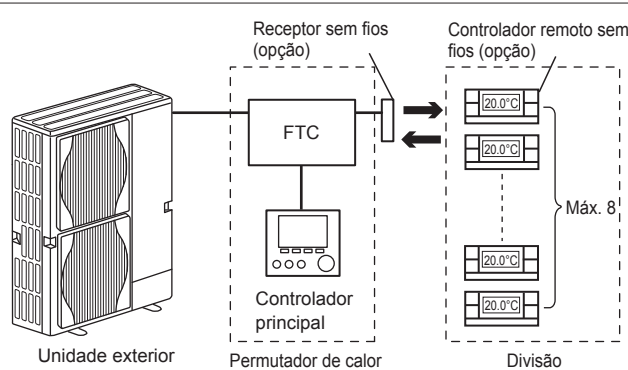 Receptor sem fios
(opção)
Controlador remoto sem
fios (opção)
FTC
20.0°C
20.0°C
Máx. 8
20.0°C
20.0°C
Controlador
principal
Unidade exterior
Permutador de calor
Divisão